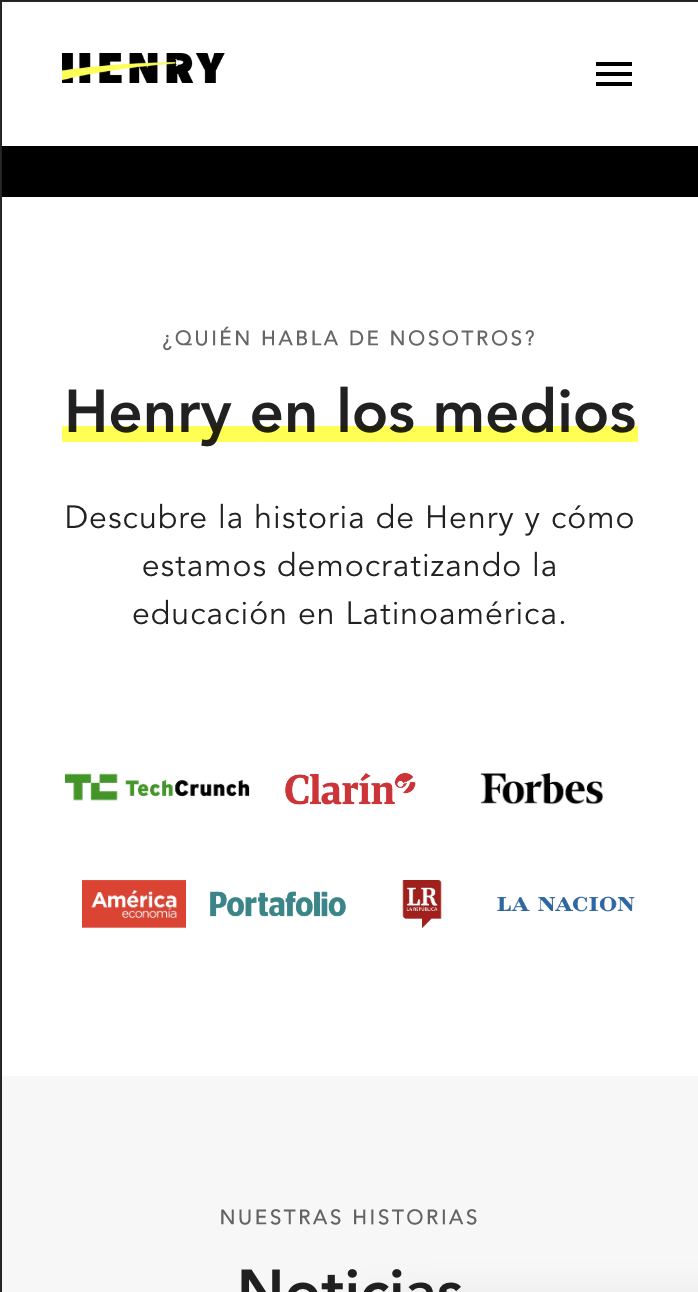 HENRY
¿QUIÉN HABLA DE NOSOTROS?
Henry en los medios
Descubre la historia de Henry y cómo
estamos democratizando la
educación en Latinoamérica.
TC TechCrunch Clarín Forbes
América
economía
Portafolio
LR
LA REPÚBLICA
LA NACION
NUESTRAS HISTORIAS
Noticias